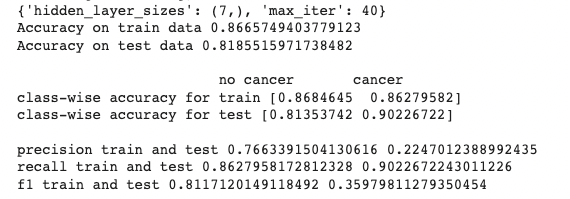 {'hidden_layer_sizes': (7,), 'max_iter': 40}
Accuracy on train data 0.8665749403779123
Accuracy on test data 0.8185515971738482
no cancer cancer
class-wise accuracy for train [0.8684645 0.86279582]
class-wise accuracy for test [0.81353742 0.90226722]
precision train and test 0.7663391504130616 0.2247012388992435
recall train and test 0.8627958172812328 0.9022672243011226
f1 train and test 0.8117120149118492 0.35979811279350454